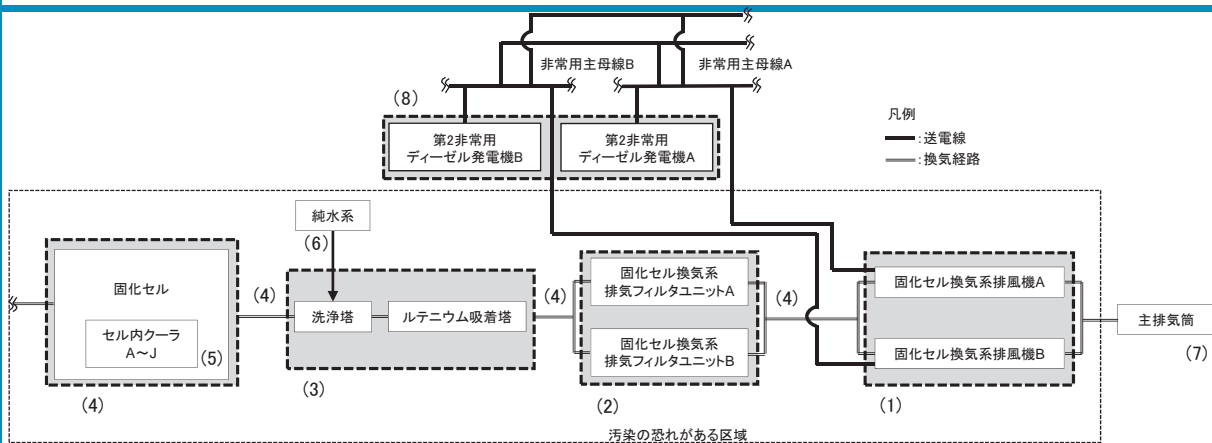 非常用主母線B
非常用主母線A
(8)
第2非常用
ディーゼル発電機B
第2非常用
ディーゼル発電機A
凡例
:送電線
:換気経路
純水系
(6)
固化セル
セル内クーラ
A～J
(5)
(4)
(4)
洗浄塔
ルテニウム吸着塔
(3)
(4)
固化セル換気系
排気フィルタユニットA
固化セル換気系
排気フィルタユニットB
(2)
(4)
固化セル換気系排風機A
固化セル換気系排風機B
(1)
主排気筒
(7)
汚染の恐れがある区域